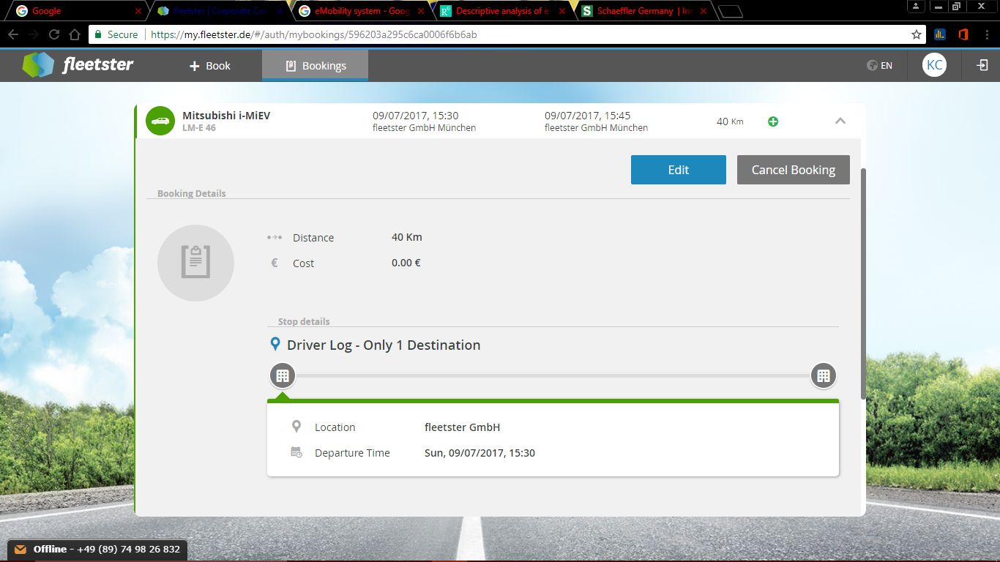 Google
fleetster | Corporate Car
eMobility system - Goog
Descriptive analysis of e
Schaeffler Germany | In
Secure
https://my.fleetster.de/#/auth/mybookings/596203a295c6ca0006f6b6ab
fleetster
Book
Bookings
EN
KC
Mitsubishi i-MiEV
LM-E 46
09/07/2017, 15:30
fleetster GmbH München
09/07/2017, 15:45
fleetster GmbH München
40 Km
Edit
Cancel Booking
Booking Details
Distance 40 Km
€ Cost 0.00 €
Stop details
Driver Log - Only 1 Destination
Location fleetster GmbH
Departure Time Sun, 09/07/2017, 15:30
Offline - +49 (89) 74 98 26 832